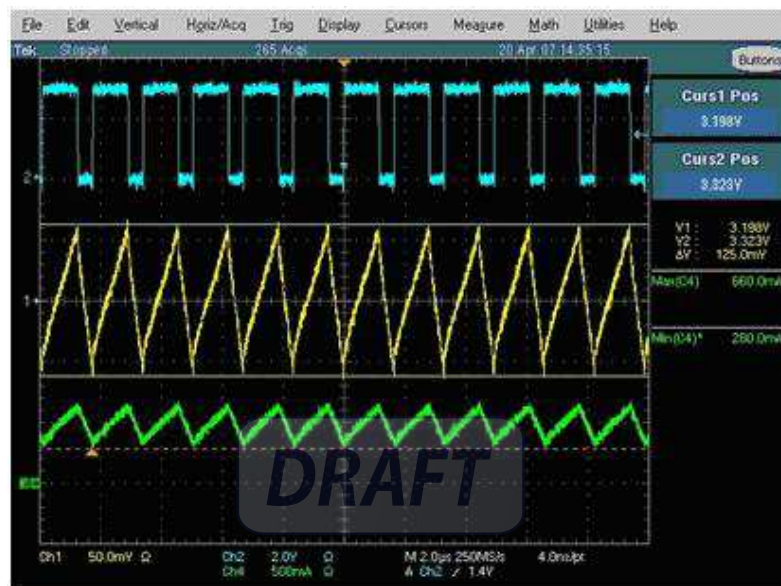 File Edit Vertical Horiz/Acq Trig Display Cursors Measure Math Utilities Help
Tek Stopped 265 Acqs 20 Apr 07 14:35:15
Buttons
Curs1 Pos
3.198V
Curs2 Pos
3.323V
2
V1: 3.198V
V2: 3.323V
ΔV: 125.0mV
Max(C4) 660.0mA
1
Min(C4)* 280.0mA
DRAFT
Ch1 50.0mV Ω Ch2 2.0V Ω M 2.0µs 250MS/s 4.0ns/pt
Ch4 500mA Ω A Ch2 / 1.4V